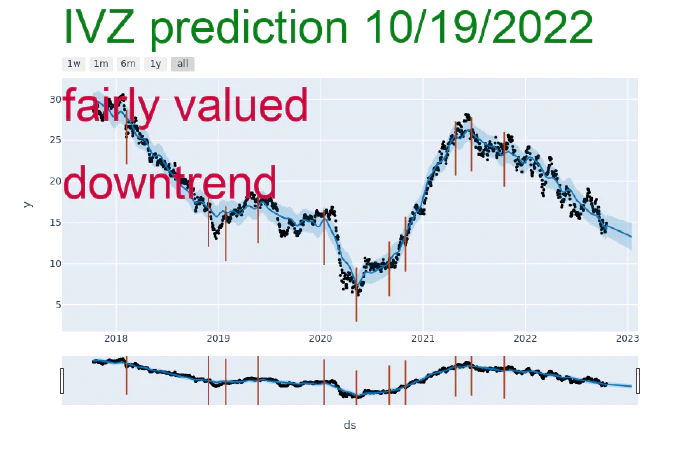 IVZ prediction 10/19/2022
1w 1m 6m 1y all
30
fairly valued
25
20
downtrend
15
10
5
y
2018 2019 2020 2021 2022 2023
ds